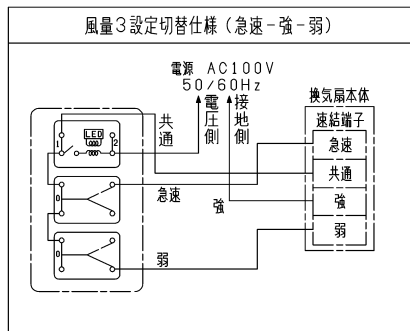 風量3設定切替仕様（急速－強－弱）
電源 AC100V
50/60Hz
電圧側
接地側
換気扇本体
速結端子
急速
共通
強
弱
共通
1
LED
2
0
急速
強
0
弱